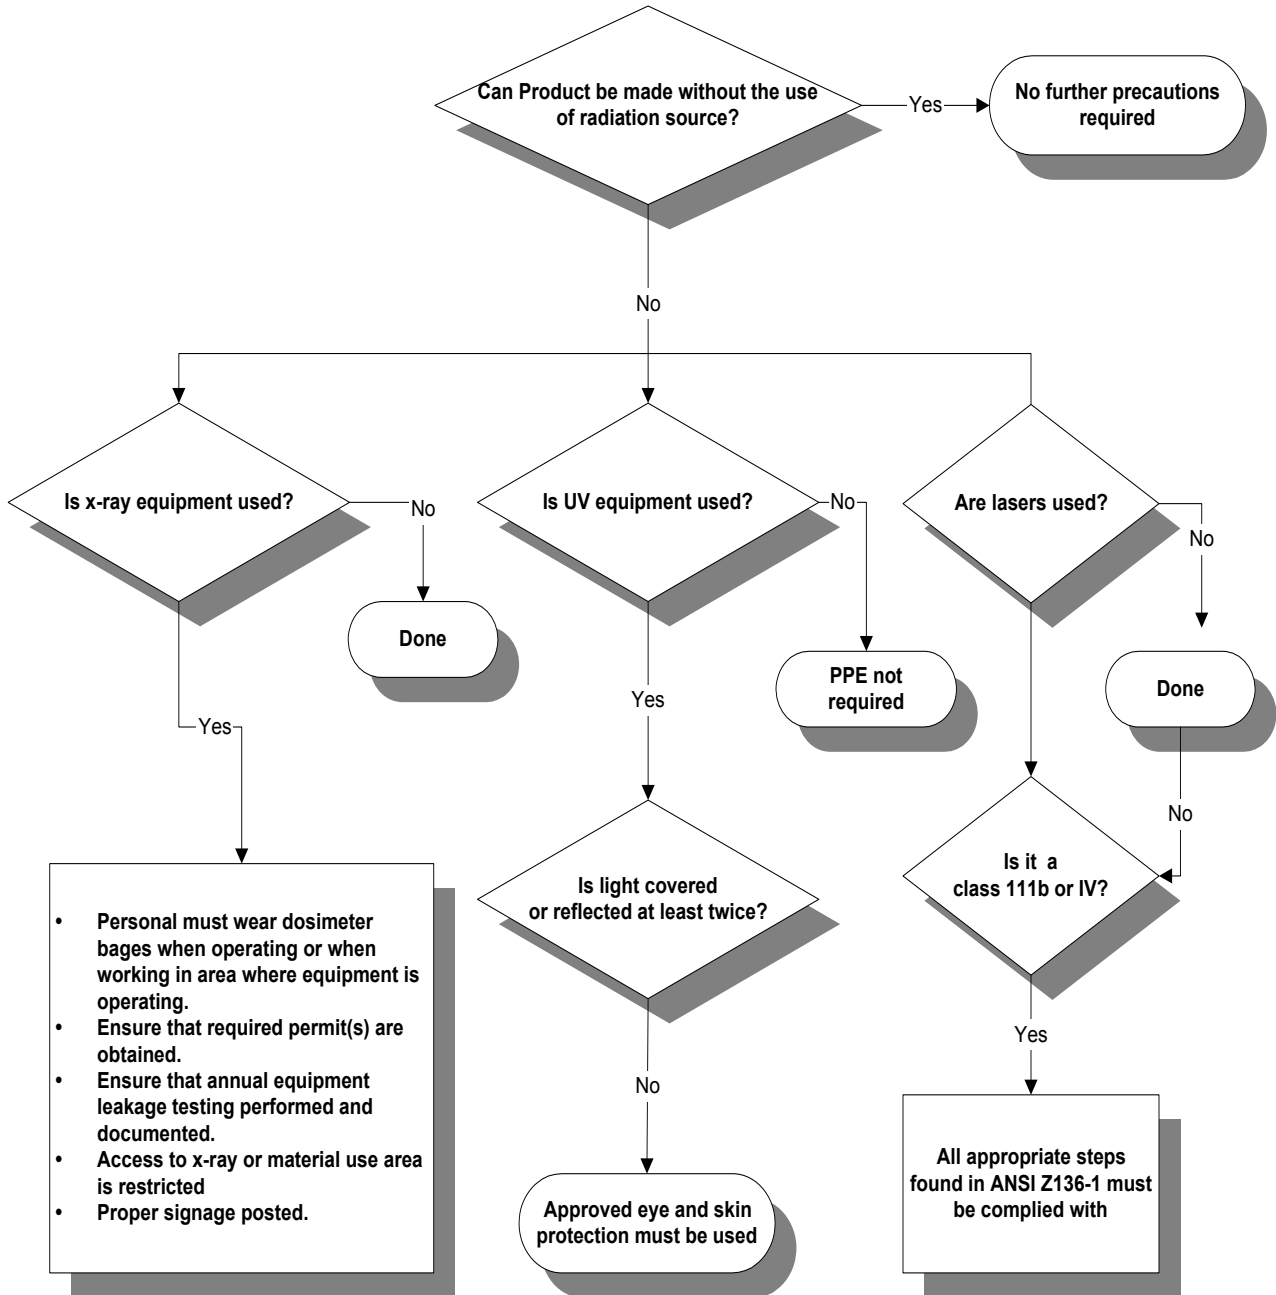 Can Product be made without the use
of radiation source?
Yes
No further precautions
required
No
Is x-ray equipment used?
No
Is UV equipment used?
No
Are lasers used?
No
Done
PPE not
required
Done
Yes
Yes
No
Is it a
class 111b or IV?
Is light covered
or reflected at least twice?
• Personal must wear dosimeter
bages when operating or when
working in area where equipment is
operating.
• Ensure that required permit(s) are
obtained.
• Ensure that annual equipment
leakage testing performed and
documented.
• Access to x-ray or material use area
is restricted
• Proper signage posted.
Yes
No
All appropriate steps
found in ANSI Z136-1 must
be complied with
Approved eye and skin
protection must be used